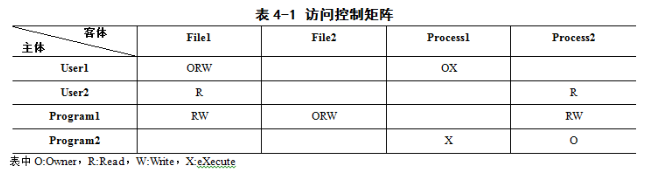 表 4-1 访问控制矩阵
客体 File1 File2 Process1 Process2
主体
User1 ORW OX
User2 R R
Program1 RW ORW RW
Program2 X O
表中 O:Owner，R:Read，W:Write，X:eXecute